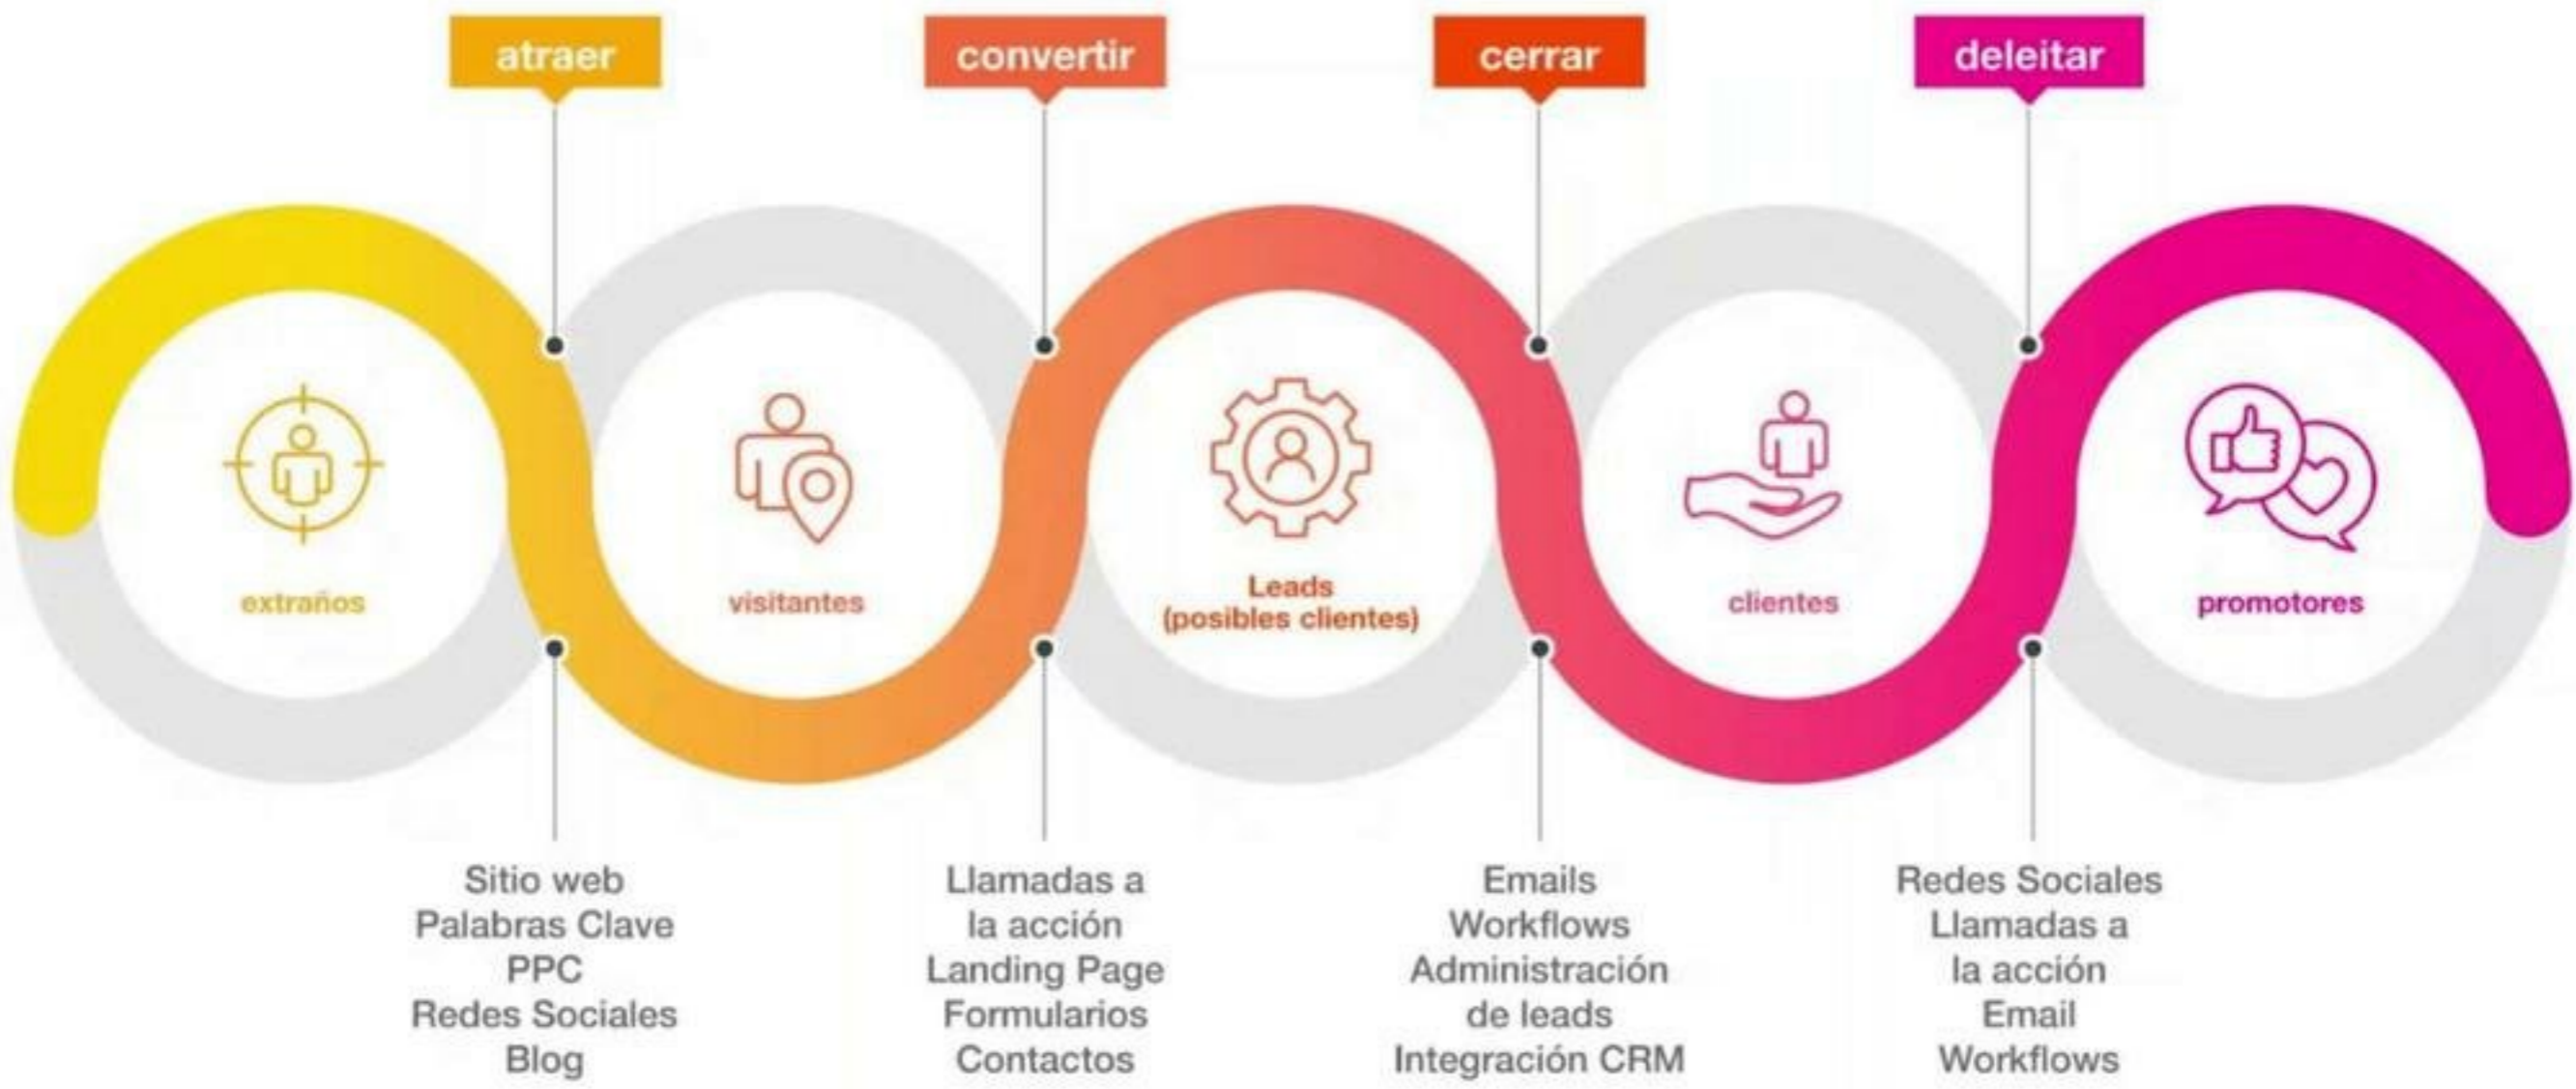 atraer
convertir
cerrar
deleitar
extraños
visitantes
Leads
(posibles clientes)
clientes
promotores
Sitio web
Palabras Clave
PPC
Redes Sociales
Blog
Llamadas a
la acción
Landing Page
Formularios
Contactos
Emails
Workflows
Administración
de leads
Integración CRM
Redes Sociales
Llamadas a
la acción
Email
Workflows